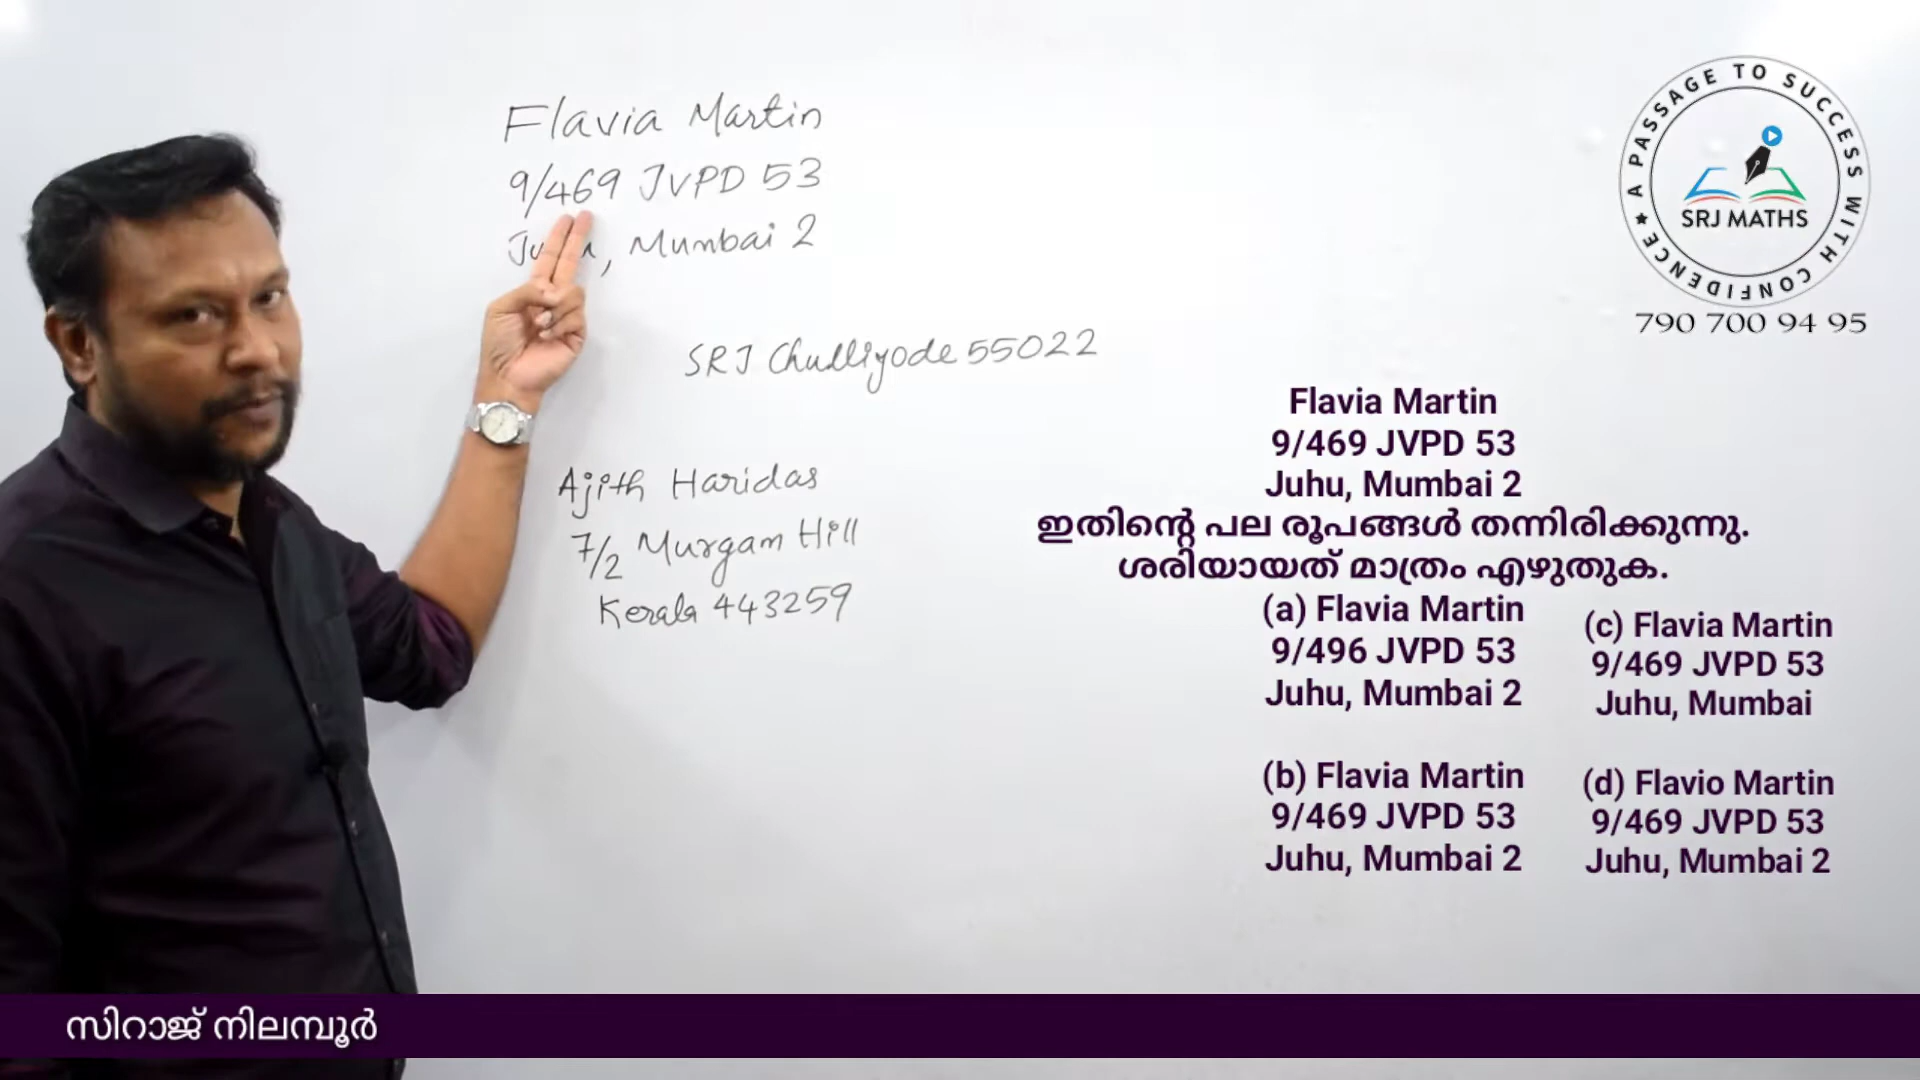 Flavia Martin
9/469 JVPD 53
Mumbai 2
SRJ Chulliyode 55022
Ajith Haridas
7/2 Murgam Hill
Kerala 443259
A PASSAGE TO SUCCESS WITH CONFIDENCE
SRJ MATHS
790 700 94 95
Flavia Martin
9/469 JVPD 53
Juhu, Mumbai 2
ഇതിന്റെ പല രൂപങ്ങൾ തന്നിരിക്കുന്നു.
ശരിയായത് മാത്രം എഴുതുക.
(a) Flavia Martin
9/496 JVPD 53
Juhu, Mumbai 2
(b) Flavia Martin
9/469 JVPD 53
Juhu, Mumbai 2
(c) Flavia Martin
9/469 JVPD 53
Juhu, Mumbai
(d) Flavio Martin
9/469 JVPD 53
Juhu, Mumbai 2
സിറാജ് നിലമ്പൂർ